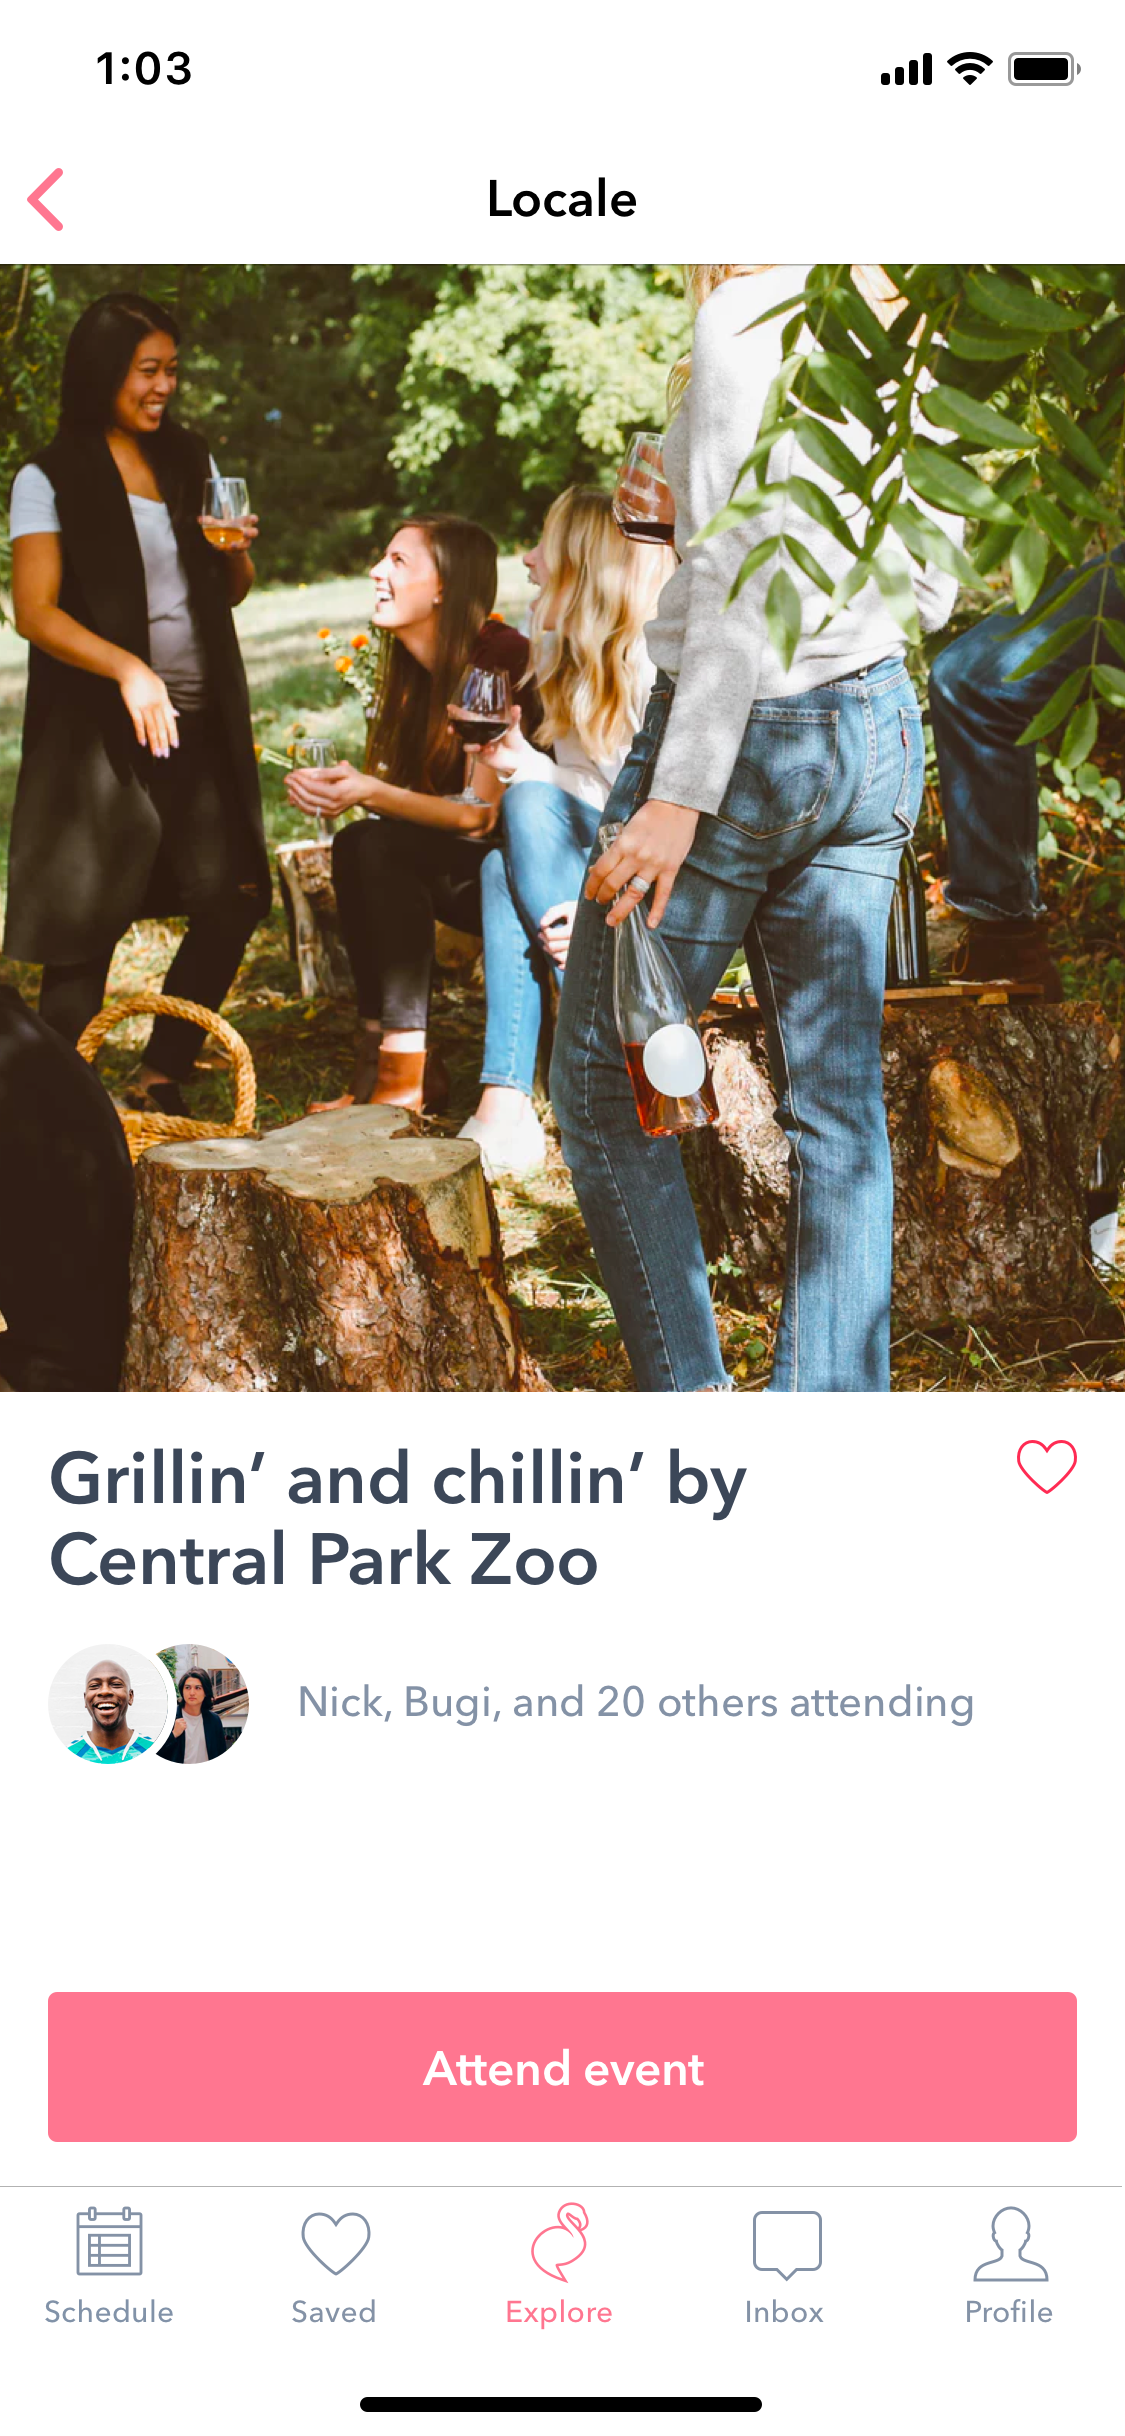 1:03
Locale
Grillin’ and chillin’ by
Central Park Zoo
Nick, Bugi, and 20 others attending
Attend event
Schedule
Saved
Explore
Inbox
Profile